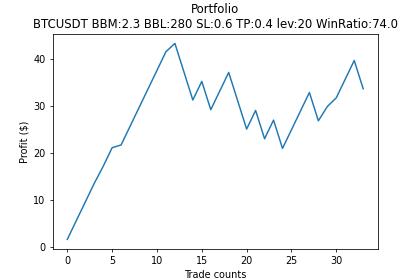 Portfolio
BTCUSDT BBM:2.3 BBL:280 SL:0.6 TP:0.4 lev:20 WinRatio:74.0
Profit ($)
40
30
20
10
0
0 5 10 15 20 25 30
Trade counts